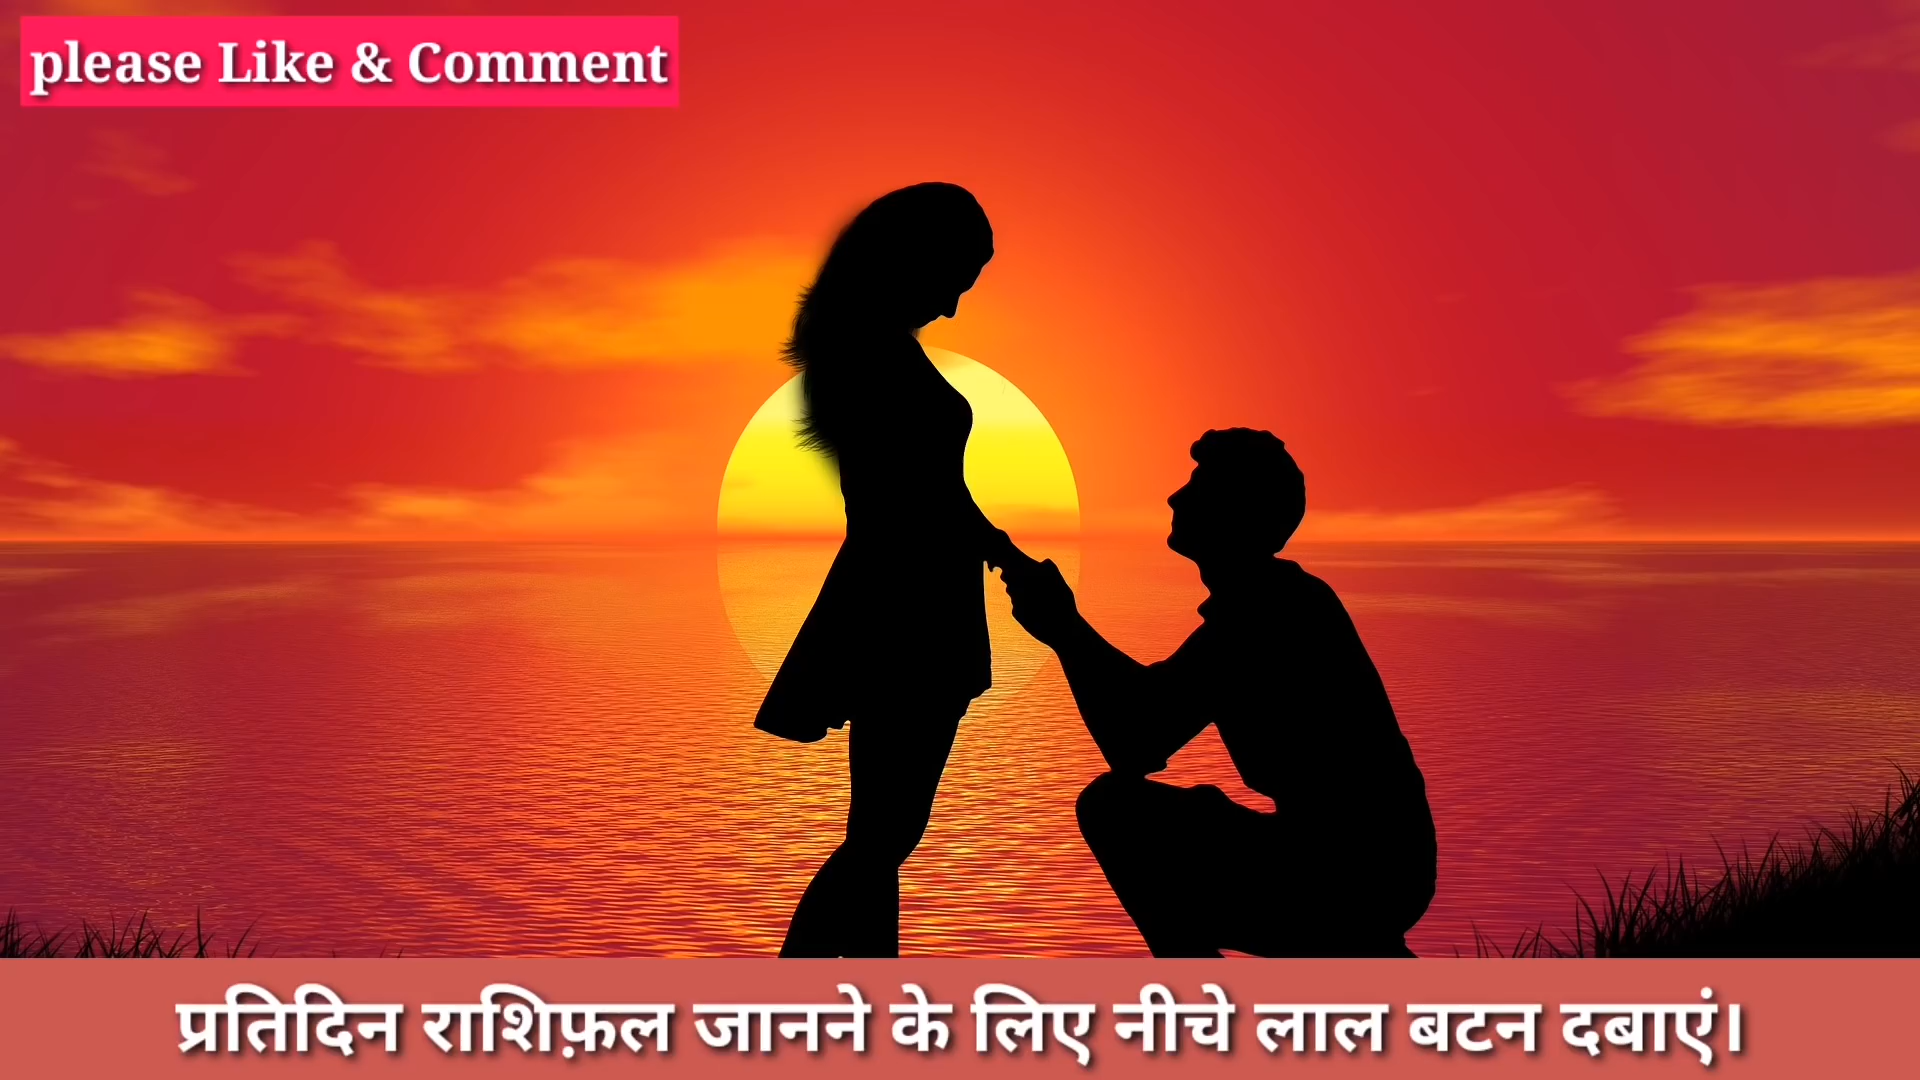 please Like & Comment
प्रतिदिन राशिफ़ल जानने के लिए नीचे लाल बटन दबाएं।